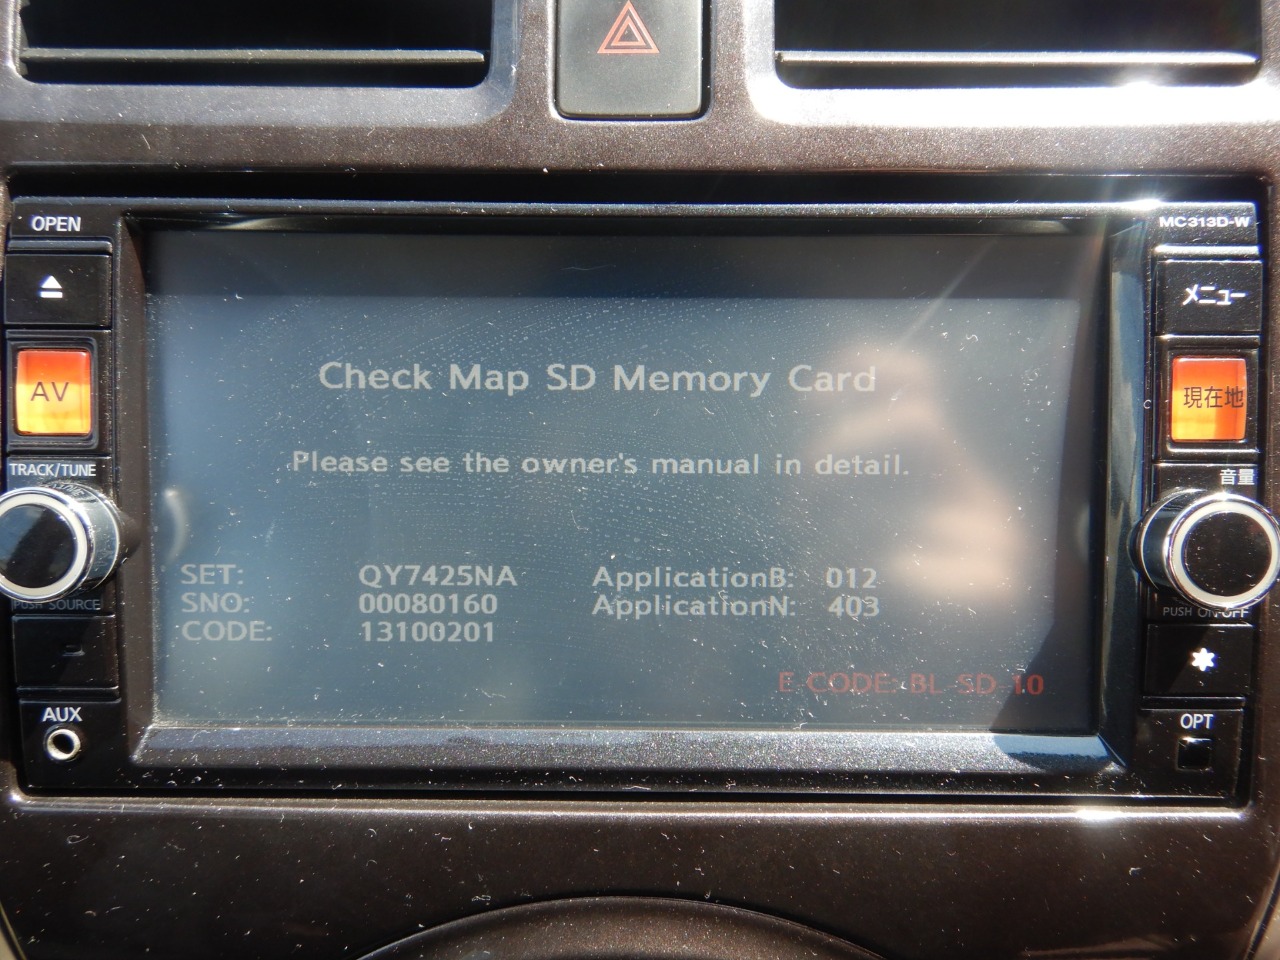 OPEN
MC313D-W
メニュー
AV
現在地
Check Map SD Memory Card
Please see the owner's manual in detail.
TRACK/TUNE
音量
SET: QY7425NA ApplicationB: 012
SNO: 00080160 ApplicationN: 403
CODE: 13100201
PUSH SOURCE
PUSH ON·OFF
E-CODE: BL-SD-10
AUX
OPT